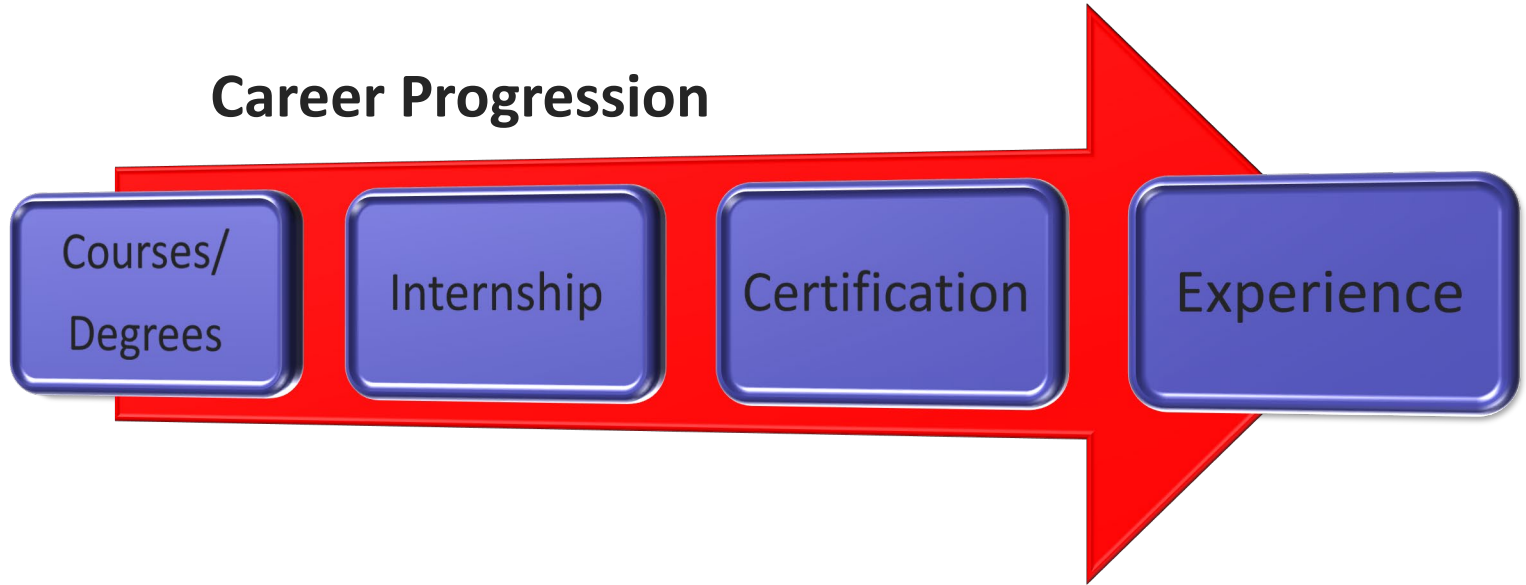 Career Progression
Courses/
Degrees
Internship
Certification
Experience